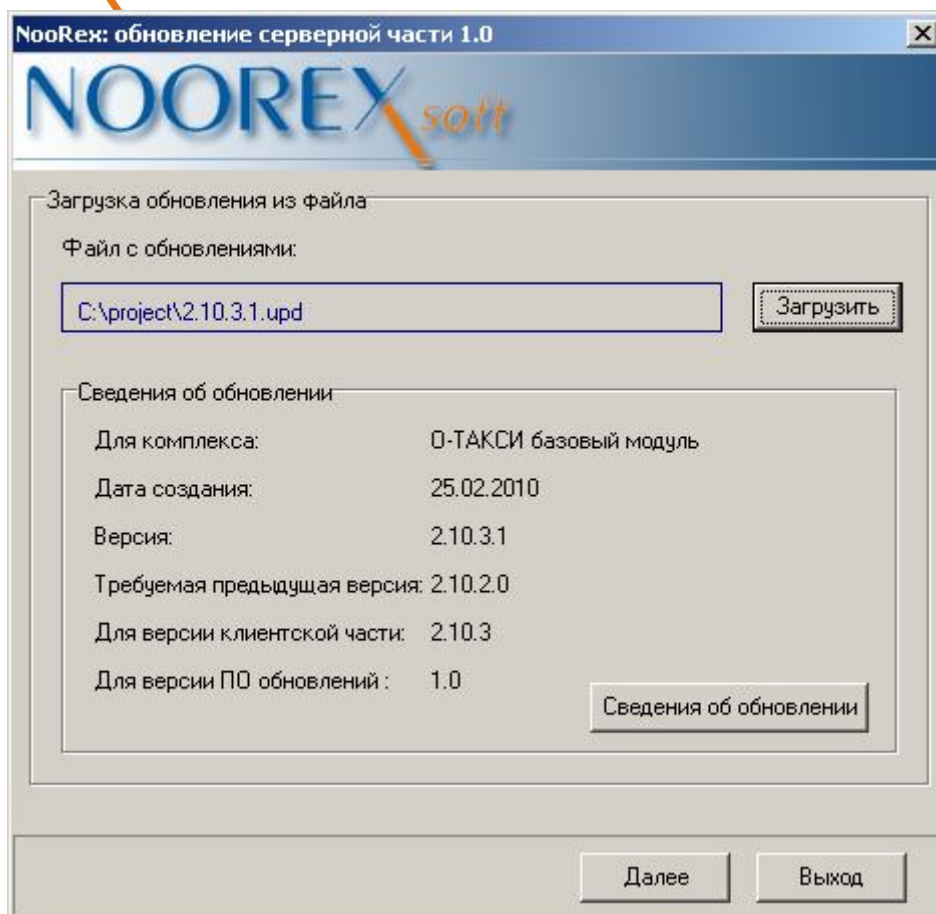 NooRex: обновление серверной части 1.0
NOOREX soft
Загрузка обновления из файла
Файл с обновлениями:
C:\project\2.10.3.1.upd
Загрузить
Сведения об обновлении
Для комплекса: О-ТАКСИ базовый модуль
Дата создания: 25.02.2010
Версия: 2.10.3.1
Требуемая предыдущая версия: 2.10.2.0
Для версии клиентской части: 2.10.3
Для версии ПО обновлений : 1.0
Сведения об обновлении
Далее Выход